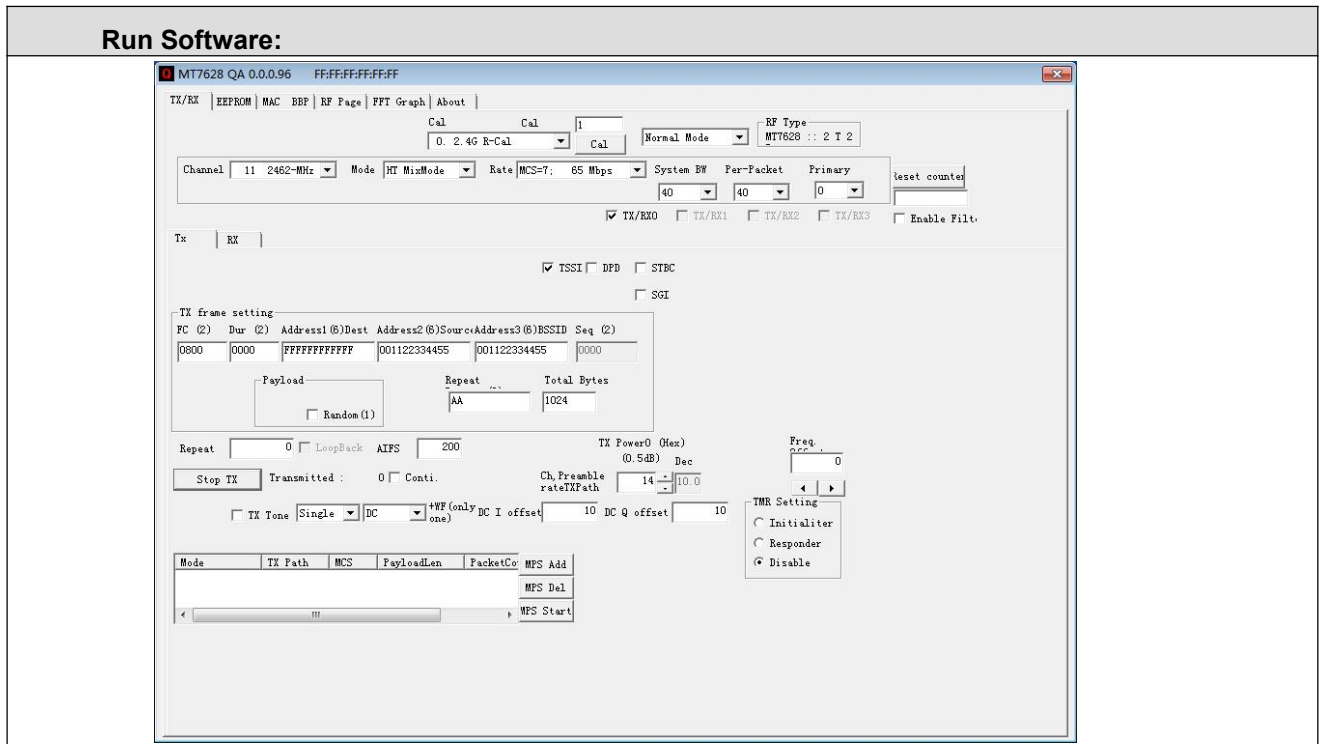 Run Software:
MT7628 QA 0.0.0.96 FF:FF:FF:FF:FF:FF
TX/RX EEPROM MAC BBP RF Page FFT Graph About
Cal Cal 1 RF Type
0. 2.4G R-Cal Cal Normal Mode MT7628 :: 2 T 2
Channel 11 2462-MHz Mode HT MixMode Rate MCS=7; 65 Mbps System BW Per-Packet Primary
40 40 0
Reset counter
TX/RX0 TX/RX1 TX/RX2 TX/RX3 Enable Filt
Tx RX
TSSI DPD STBC
SGI
TX frame setting
FC (2) Dur (2) Address1(6)Dest Address2(6)Sourc Address3(6)BSSID Seq (2)
0800 0000 FFFFFFFFFFFF 001122334455 001122334455 0000
Payload Repeat Total Bytes
Random(1) AA 1024
Repeat 0 LoopBack AIFS 200 TX Power0 (Hex) Freq.
(0.5dB) Dec 0
Stop TX Transmitted : 0 Conti. Ch,Preamble 14 10.0
rateTXPath
TX Tone Single DC +WF(only one) DC I offset 10 DC Q offset 10
TMR Setting
Initialiter
Responder
Disable
Mode TX Path MCS PayloadLen PacketCo MPS Add
MPS Del
MPS Start